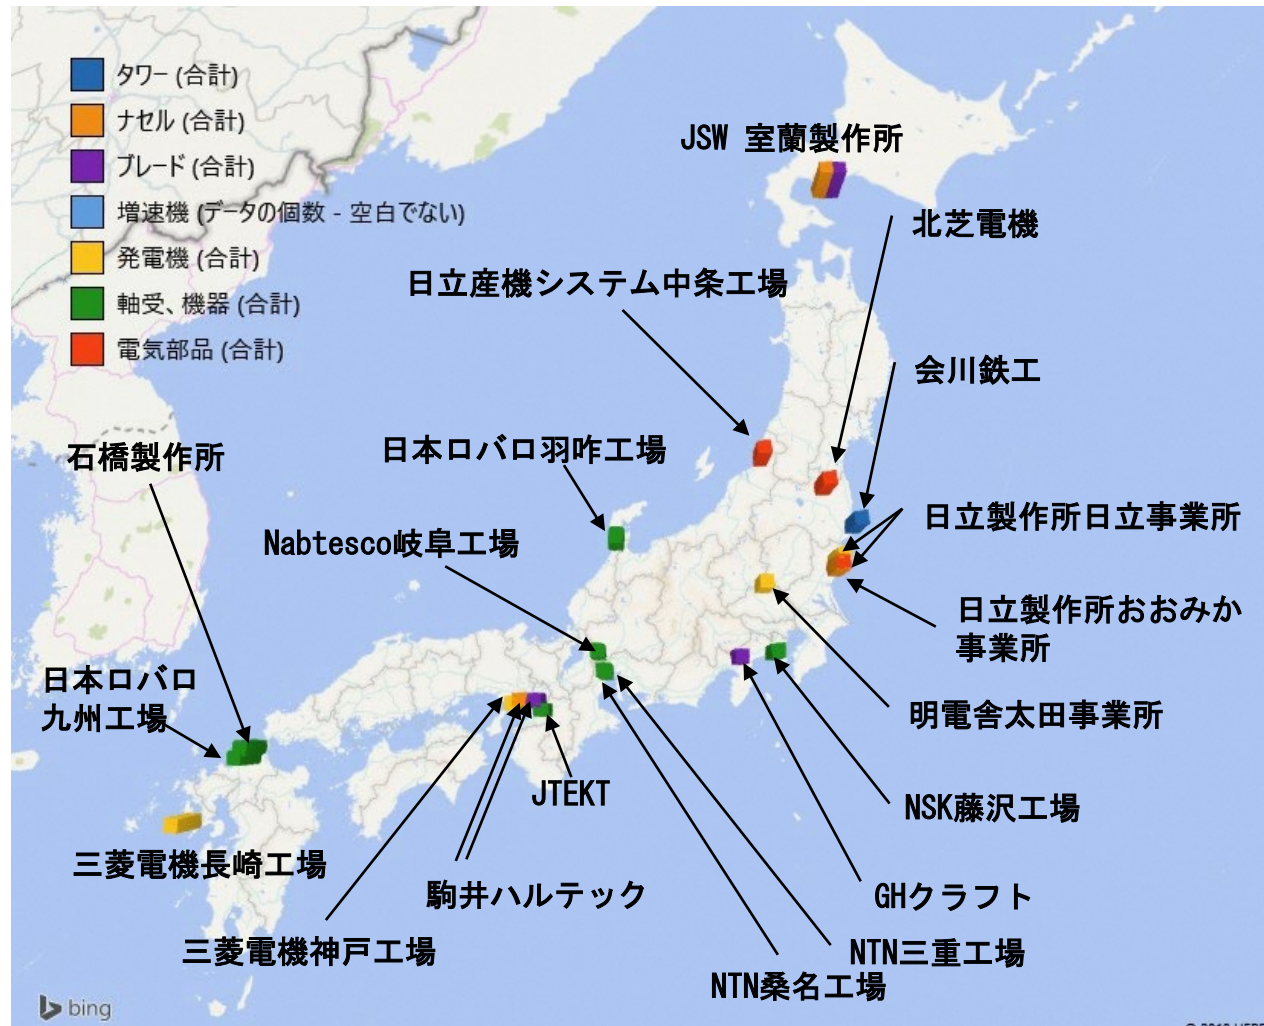 タワー (合計)
ナセル (合計)
ブレード (合計)
増速機 (データの個数 - 空白でない)
発電機 (合計)
軸受、機器 (合計)
電気部品 (合計)
JSW 室蘭製作所
北芝電機
日立産機システム中条工場
会川鉄工
石橋製作所
日本ロバロ羽咋工場
日立製作所日立事業所
Nabtesco岐阜工場
日立製作所おおみか
事業所
日本ロバロ
九州工場
明電舎太田事業所
JTEKT
NSK藤沢工場
三菱電機長崎工場
駒井ハルテック
GHクラフト
三菱電機神戸工場
NTN三重工場
NTN桑名工場
bing